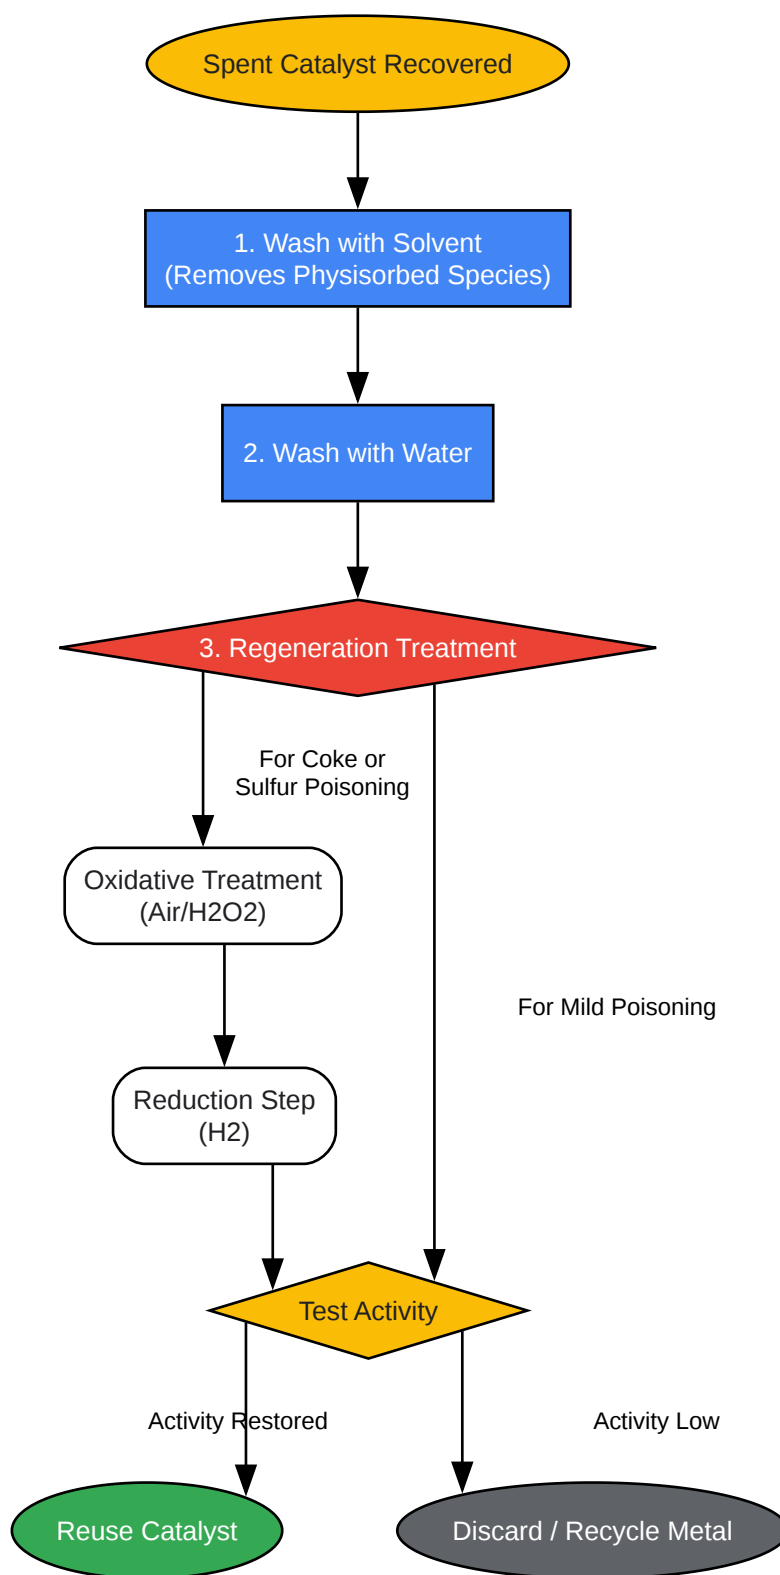 Spent Catalyst Recovered
1. Wash with Solvent
(Removes Physisorbed Species)
2. Wash with Water
3. Regeneration Treatment
For Coke or
Sulfur Poisoning
Oxidative Treatment
(Air/H2O2)
For Mild Poisoning
Reduction Step
(H2)
Test Activity
Activity Restored
Activity Low
Reuse Catalyst
Discard / Recycle Metal